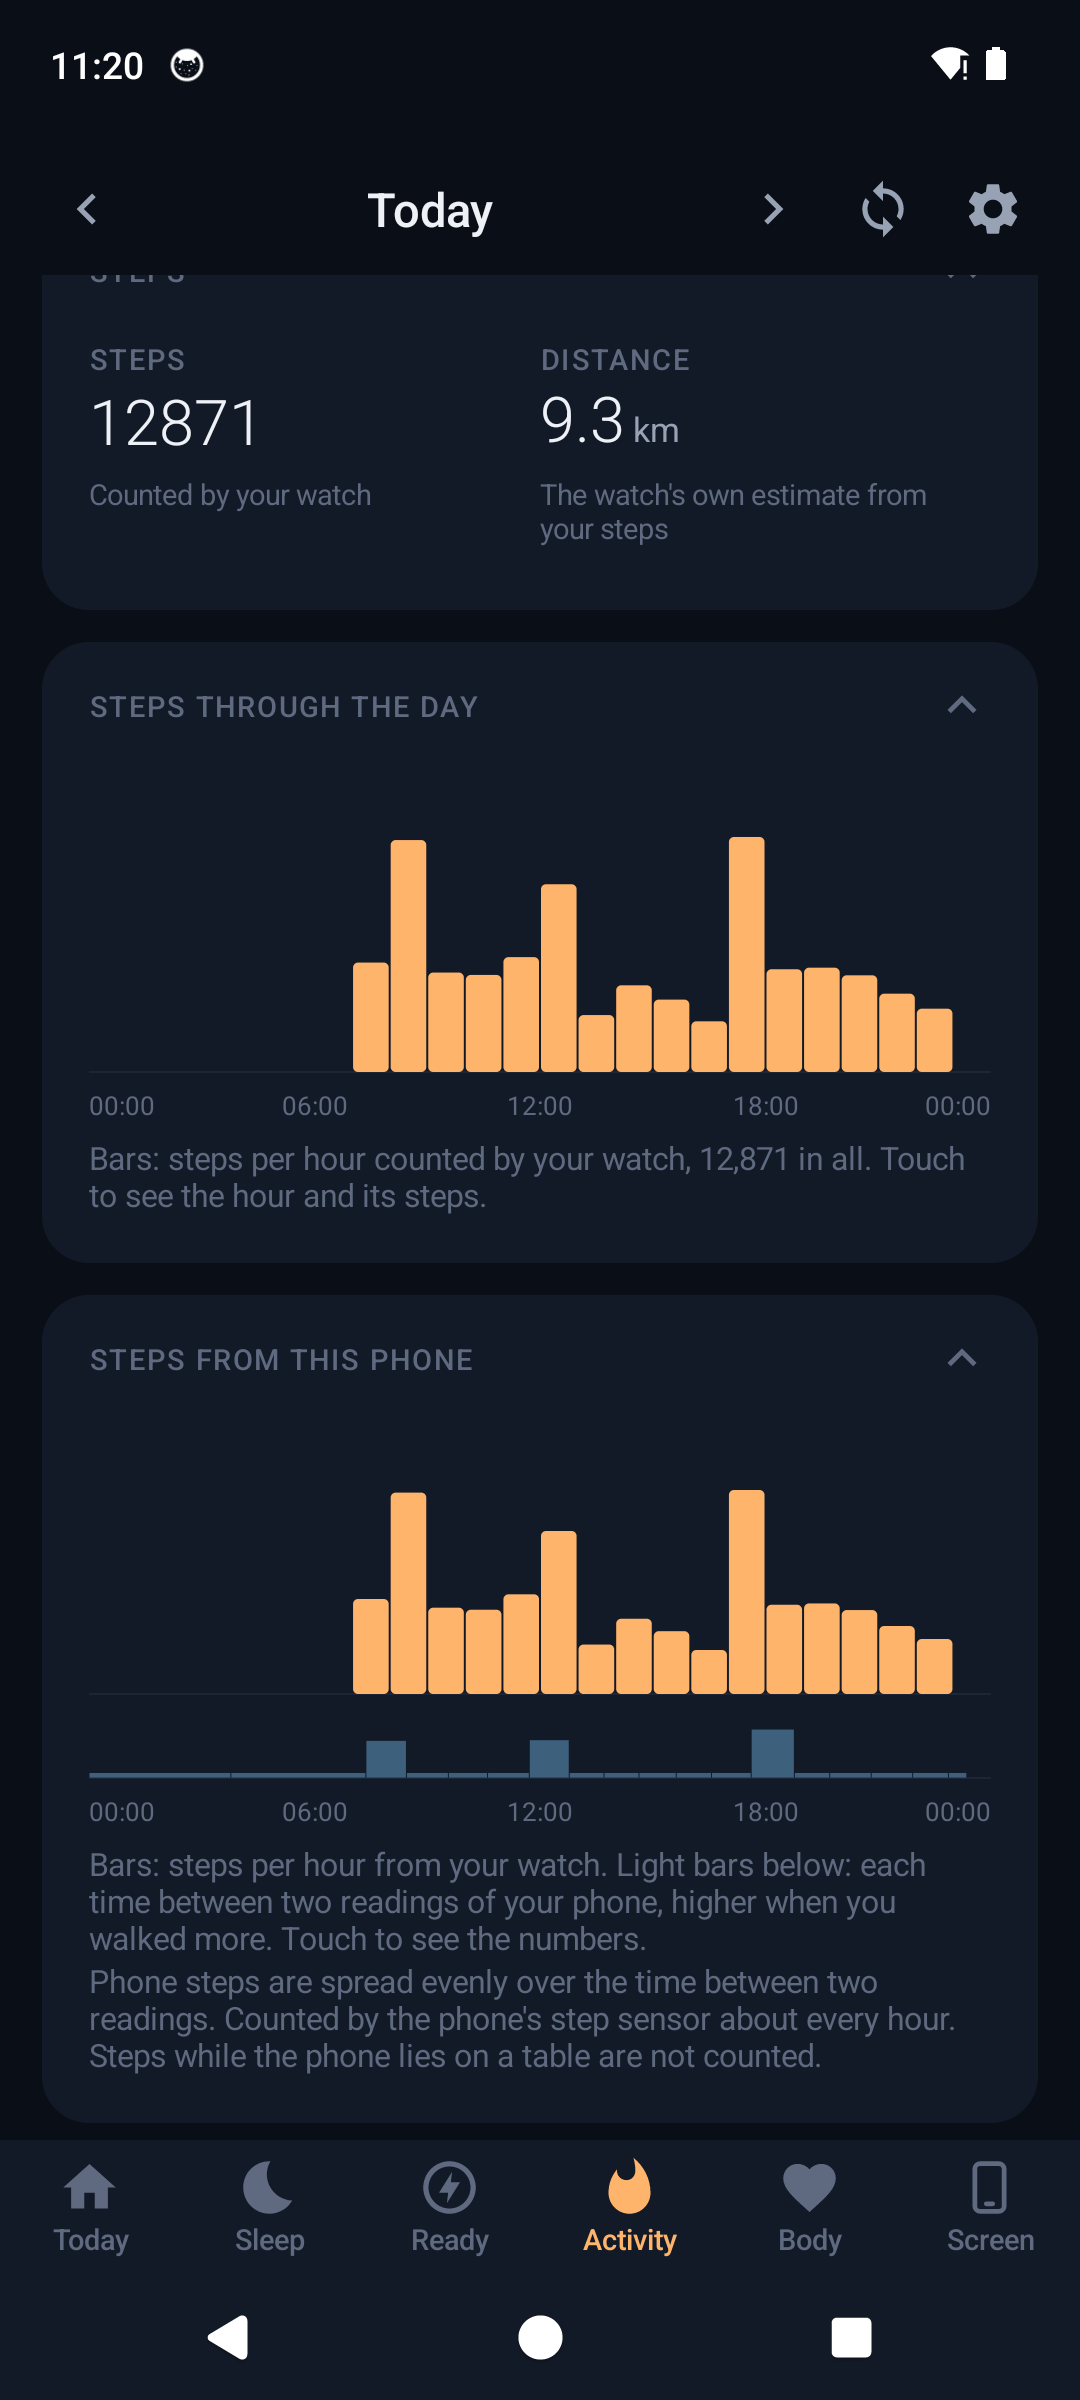 11:20
Today
STEPS
STEPS
DISTANCE
12871
9.3 km
Counted by your watch
The watch's own estimate from
your steps
STEPS THROUGH THE DAY
00:00
06:00
12:00
18:00
00:00
Bars: steps per hour counted by your watch, 12,871 in all. Touch
to see the hour and its steps.
STEPS FROM THIS PHONE
00:00
06:00
12:00
18:00
00:00
Bars: steps per hour from your watch. Light bars below: each
time between two readings of your phone, higher when you
walked more. Touch to see the numbers.
Phone steps are spread evenly over the time between two
readings. Counted by the phone's step sensor about every hour.
Steps while the phone lies on a table are not counted.
Today
Sleep
Ready
Activity
Body
Screen